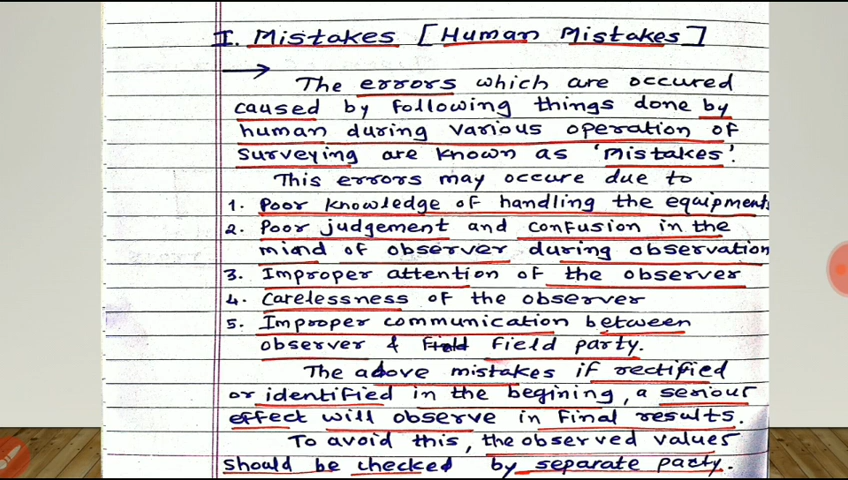 I. Mistakes [Human Mistakes]
The errors which are occured
caused by following things done by
human during various operation of
surveying are known as 'Mistakes'.
This errors may occure due to
1. Poor knowledge of handling the equipments
2. Poor judgement and confusion in the
mind of observer during observation
3. Improper attention of the observer
4. Carelessness of the observer
5. Improper communication between
observer & Field Field party.
The above mistakes if rectified
or identified in the begining, a serious
effect will observe in final results.
To avoid this, the observed values
should be checked by separate party.